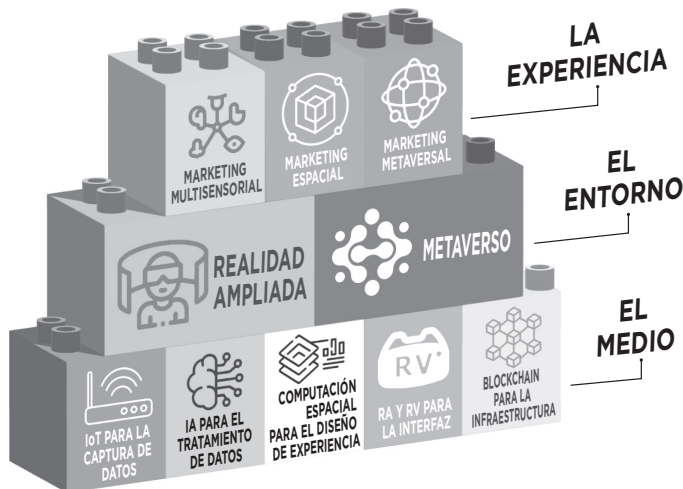 LA
EXPERIENCIA
MARKETING
MULTISENSORIAL
MARKETING
ESPACIAL
MARKETING
METAVERSAL
EL
ENTORNO
REALIDAD
AMPLIADA
METAVERSO
EL
MEDIO
IoT PARA LA
CAPTURA DE
DATOS
IA PARA EL
TRATAMIENTO
DE DATOS
COMPUTACIÓN
ESPACIAL
PARA EL DISEÑO
DE EXPERIENCIA
RV
RA Y RV PARA
LA INTERFAZ
BLOCKCHAIN
PARA LA
INFRAESTRUCTURA